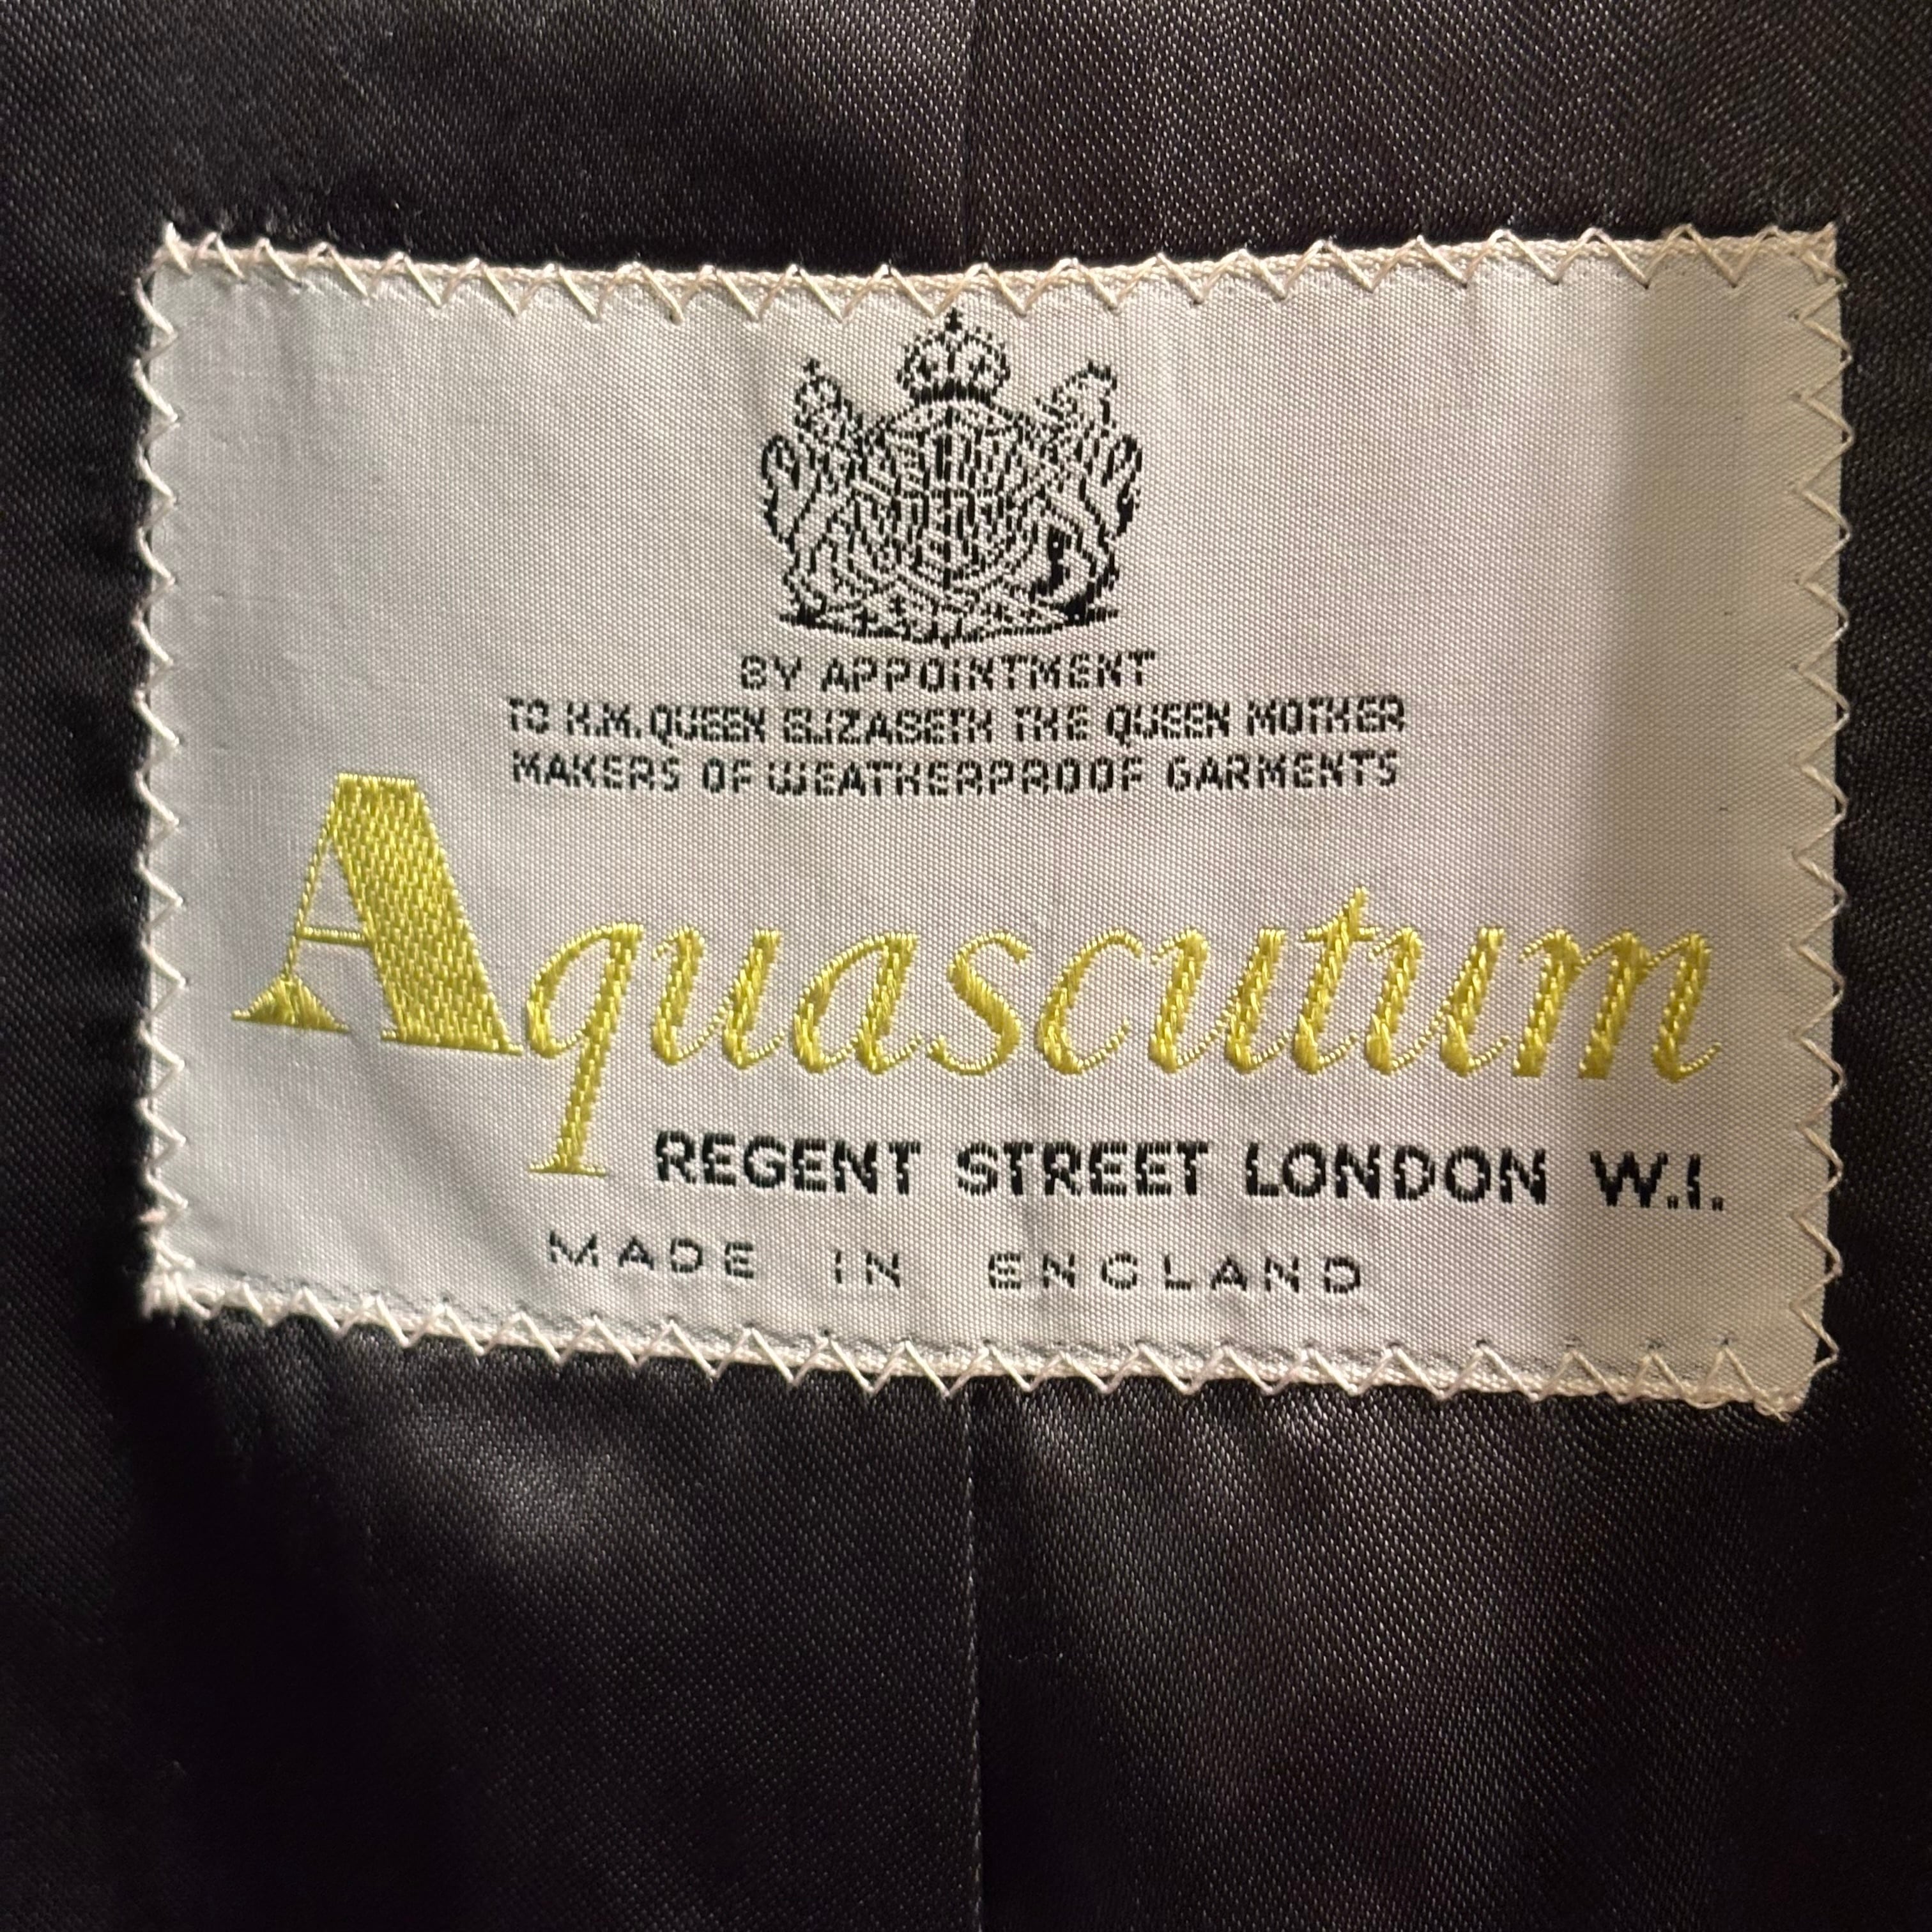 BY APPOINTMENT
TO H.M. QUEEN ELIZABETH THE QUEEN MOTHER
MAKERS OF WEATHERPROOF GARMENTS
Aquascutum
REGENT STREET LONDON W.I.
MADE IN ENGLAND